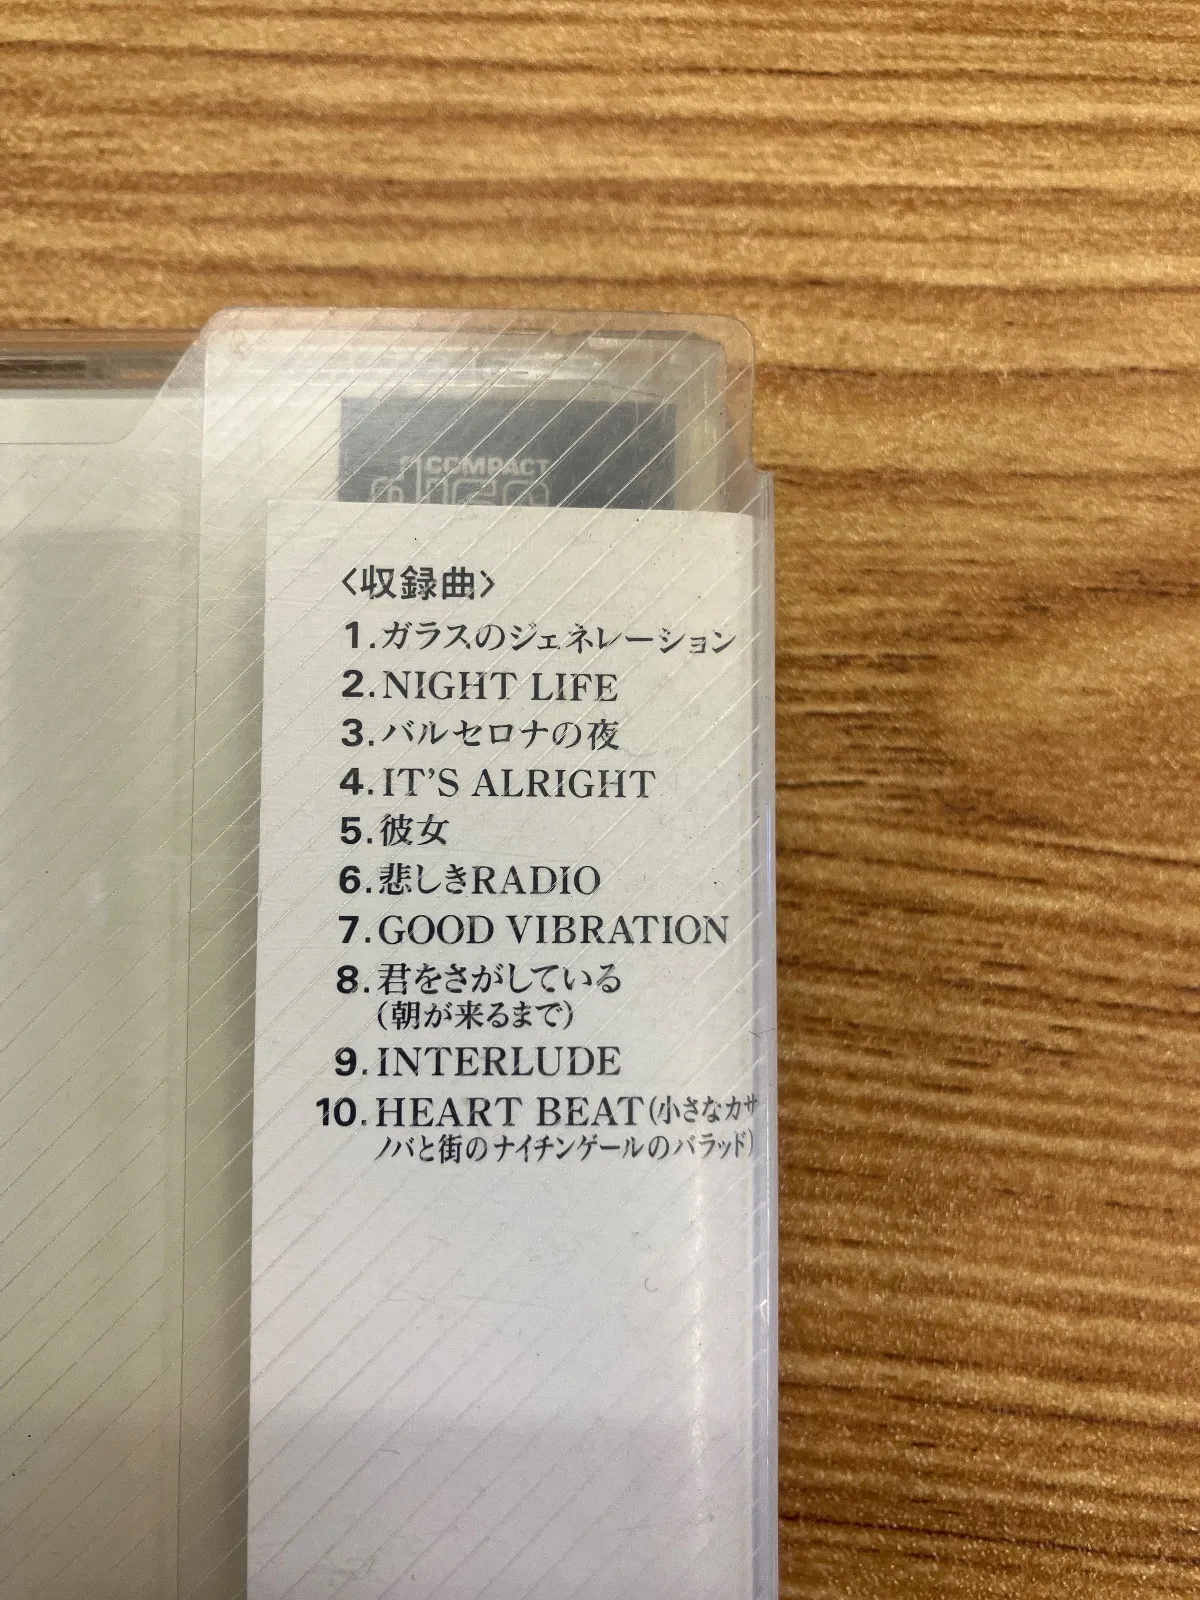 COMPACT
disc
〈収録曲〉
1.ガラスのジェネレーション
2.NIGHT LIFE
3.バルセロナの夜
4.IT'S ALRIGHT
5.彼女
6.悲しきRADIO
7.GOOD VIBRATION
8.君をさがしている
(朝が来るまで)
9.INTERLUDE
10.HEART BEAT(小さなカサ
ノバと街のナイチンゲールのバラッド)